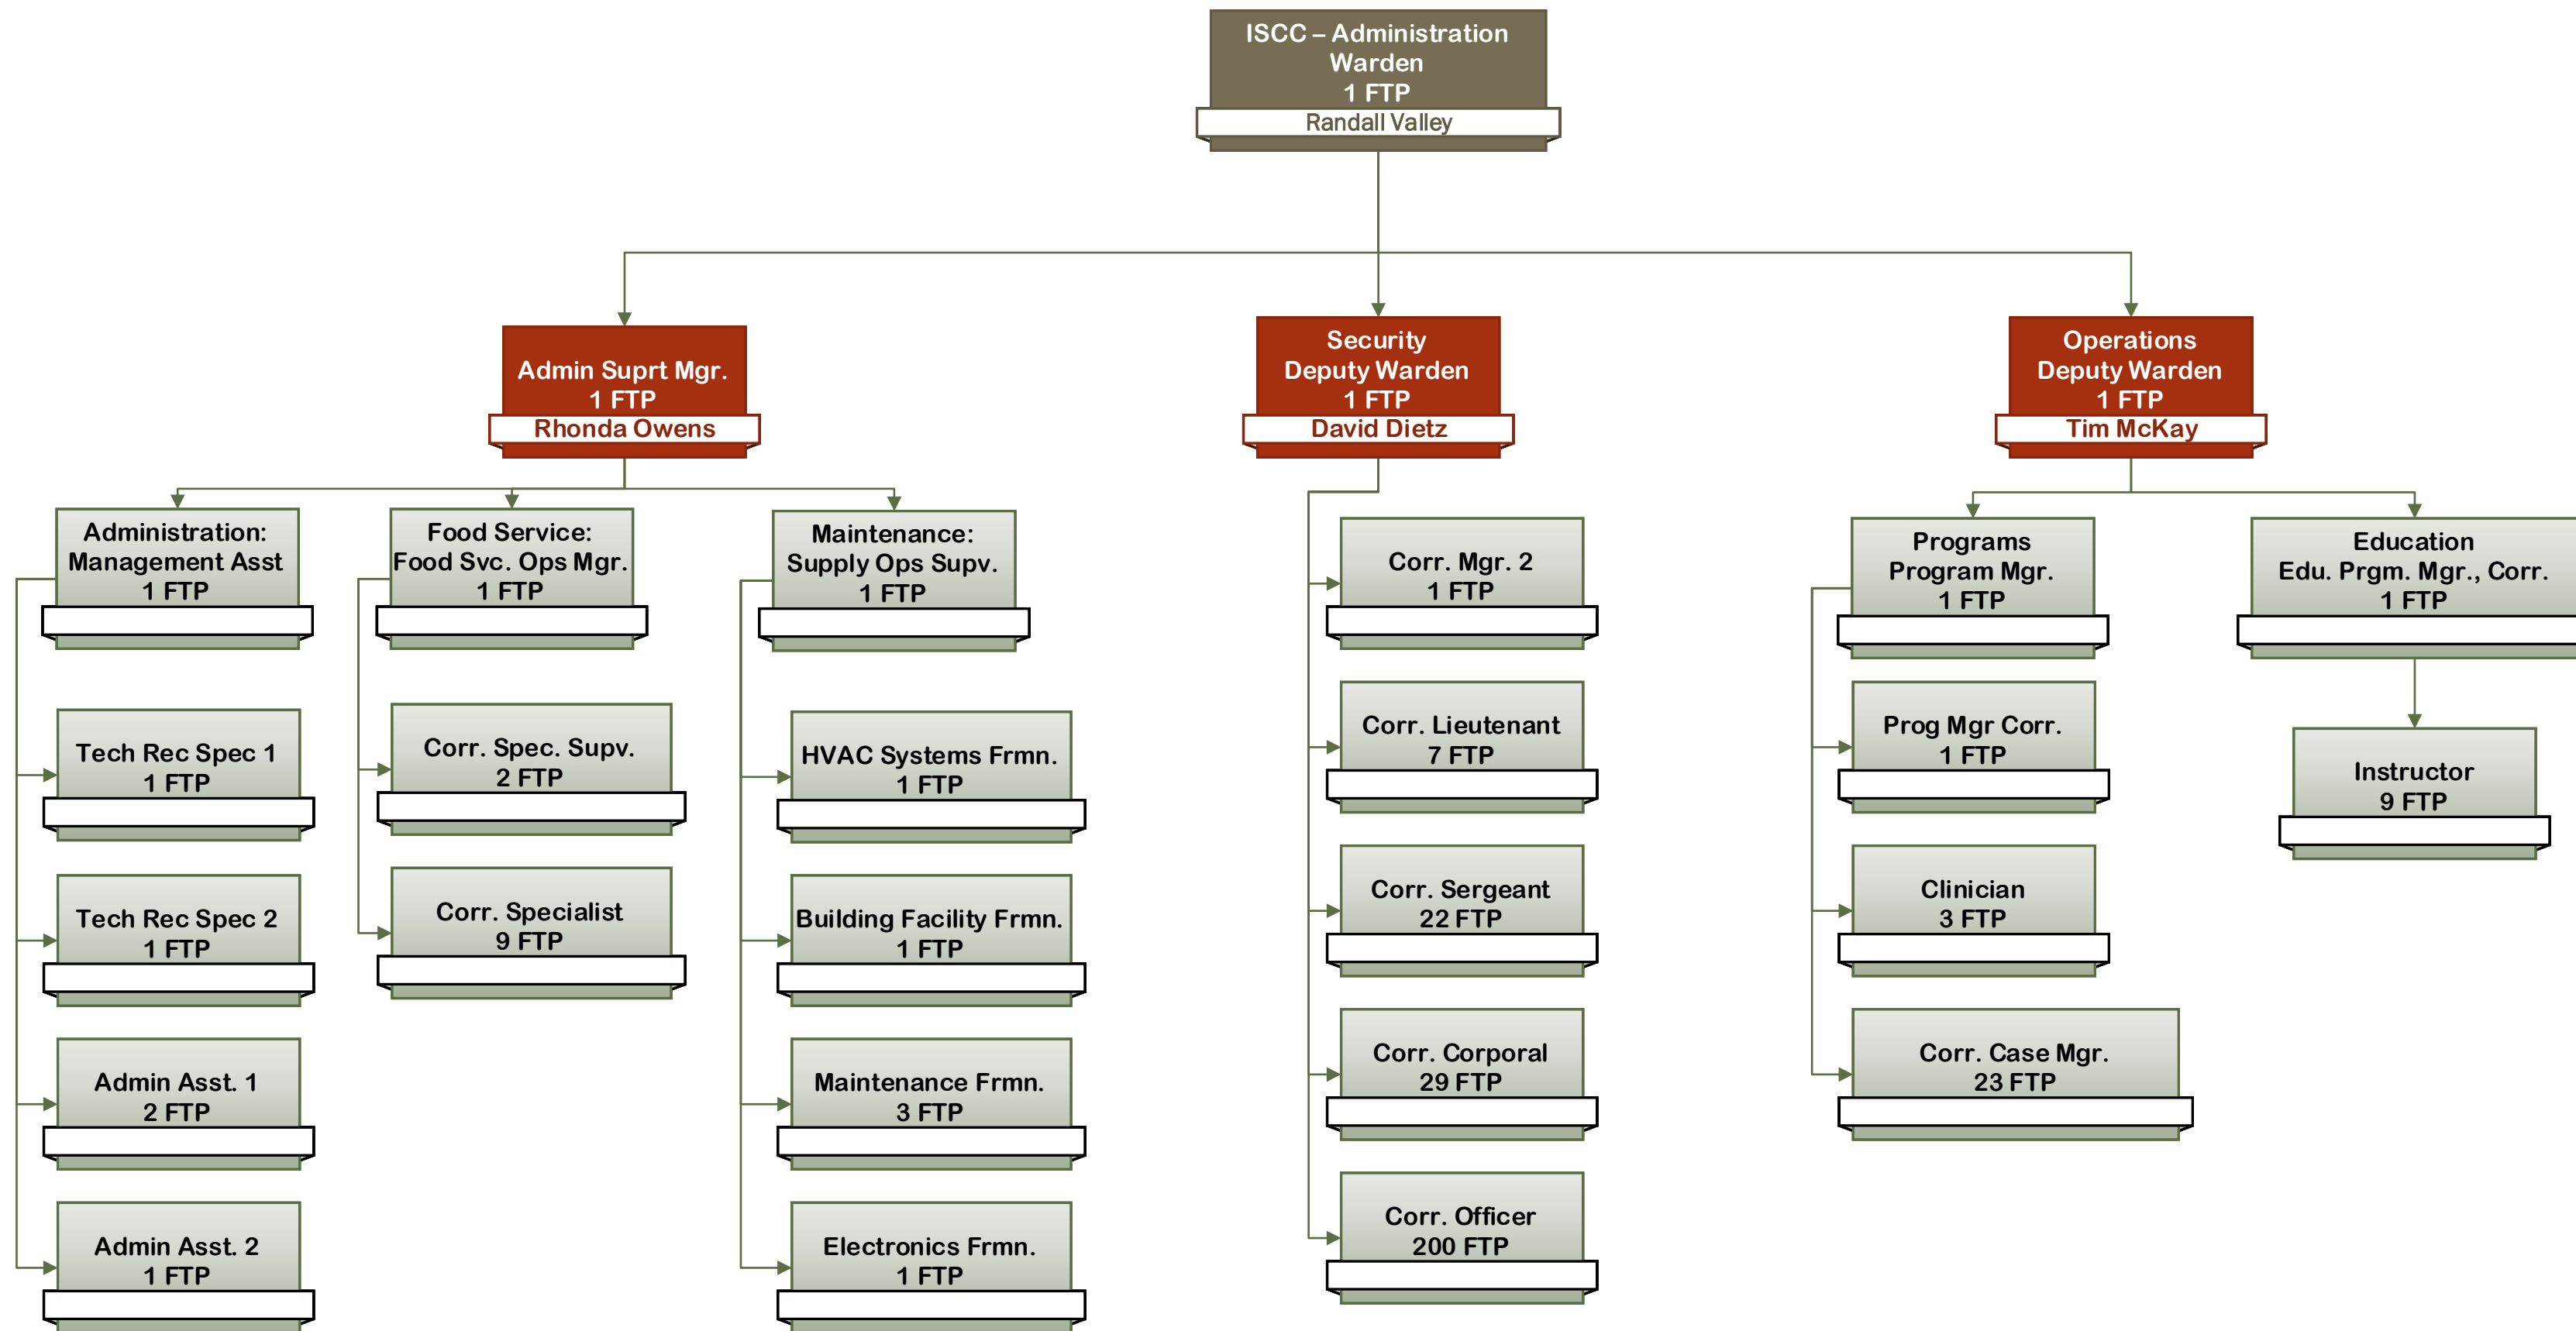 ISCC – Administration
Warden
1 FTP
Randall Valley
Admin Suprt Mgr.
1 FTP
Rhonda Owens
Security
Deputy Warden
1 FTP
David Dietz
Operations
Deputy Warden
1 FTP
Tim McKay
Administration:
Management Asst
1 FTP
Tech Rec Spec 1
1 FTP
Tech Rec Spec 2
1 FTP
Admin Asst. 1
2 FTP
Admin Asst. 2
1 FTP
Food Service:
Food Svc. Ops Mgr.
1 FTP
Corr. Spec. Supv.
2 FTP
Corr. Specialist
9 FTP
Maintenance:
Supply Ops Supv.
1 FTP
HVAC Systems Frmn.
1 FTP
Building Facility Frmn.
1 FTP
Maintenance Frmn.
3 FTP
Electronics Frmn.
1 FTP
Corr. Mgr. 2
1 FTP
Corr. Lieutenant
7 FTP
Corr. Sergeant
22 FTP
Corr. Corporal
29 FTP
Corr. Officer
200 FTP
Programs
Program Mgr.
1 FTP
Prog Mgr Corr.
1 FTP
Clinician
3 FTP
Corr. Case Mgr.
23 FTP
Education
Edu. Prgm. Mgr., Corr.
1 FTP
Instructor
9 FTP